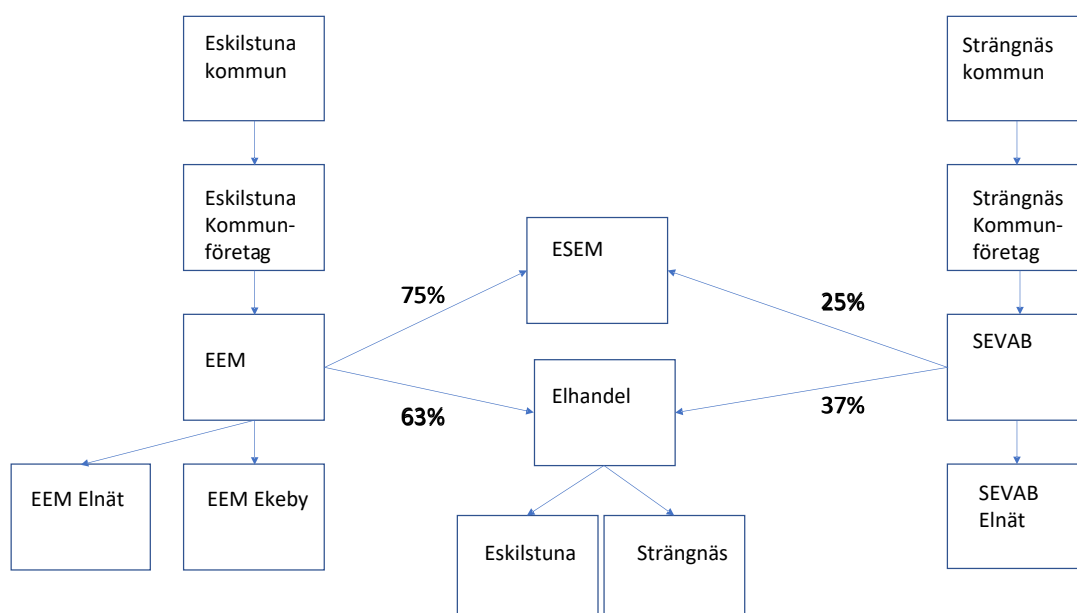 Eskilstuna
kommun
Strängnäs
kommun
Eskilstuna
Kommun-
företag
Strängnäs
Kommun-
företag
ESEM
75%
25%
EEM
SEVAB
Elhandel
63%
37%
EEM Elnät
EEM Ekeby
SEVAB
Elnät
Eskilstuna
Strängnäs